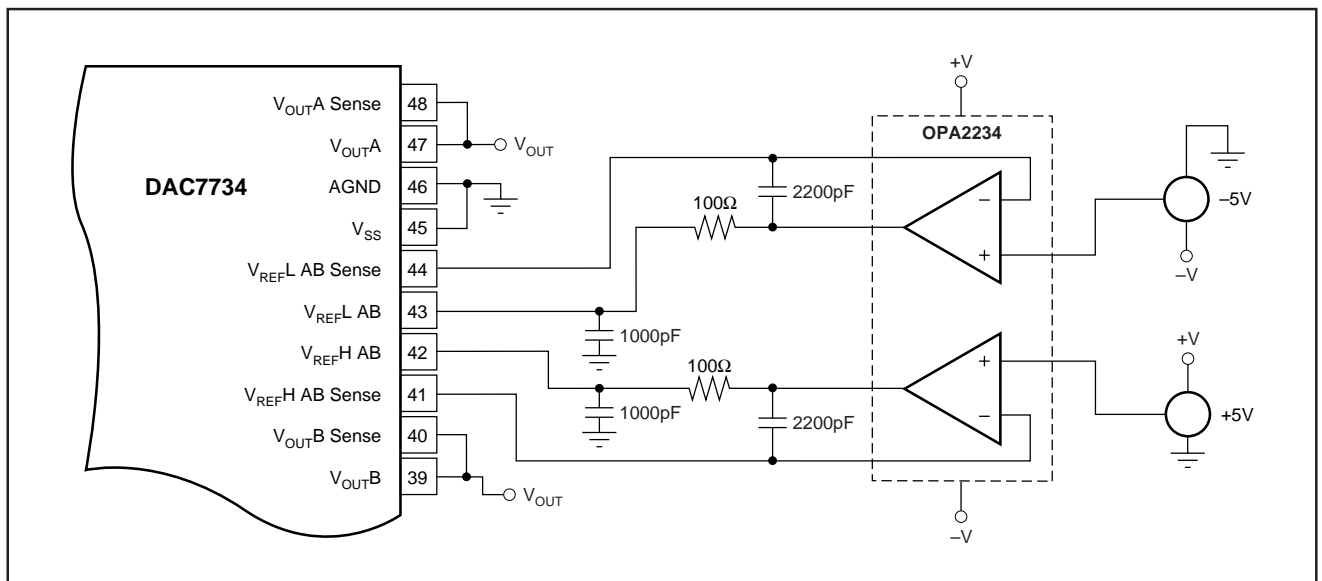 DAC7734
V_OUTA Sense 48
V_OUTA 47
V_OUT
AGND 46
V_SS 45
V_REFL AB Sense 44
V_REFL AB 43
V_REFH AB 42
V_REFH AB Sense 41
V_OUTB Sense 40
V_OUTB 39
V_OUT
1000pF
1000pF
100Ω
2200pF
100Ω
2200pF
+V
OPA2234
−
+
+
−
–V
–5V
–V
+V
+5V